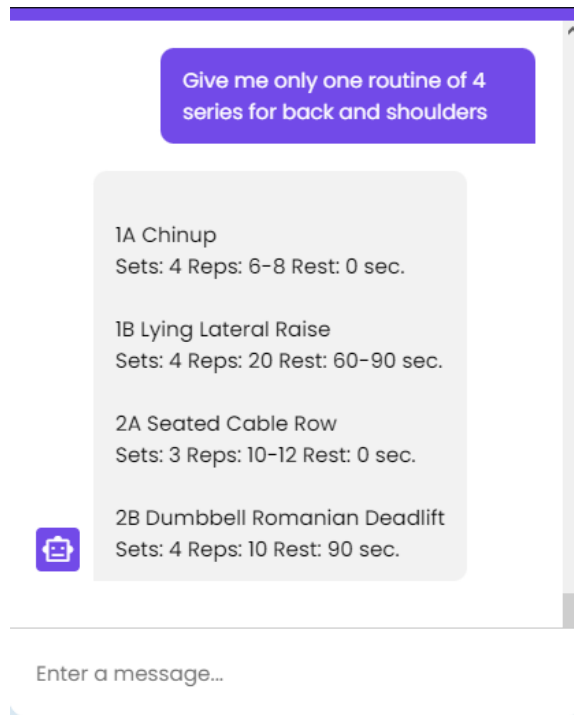 Give me only one routine of 4
series for back and shoulders
1A Chinup
Sets: 4 Reps: 6-8 Rest: 0 sec.
1B Lying Lateral Raise
Sets: 4 Reps: 20 Rest: 60-90 sec.
2A Seated Cable Row
Sets: 3 Reps: 10-12 Rest: 0 sec.
2B Dumbbell Romanian Deadlift
Sets: 4 Reps: 10 Rest: 90 sec.
Enter a message...